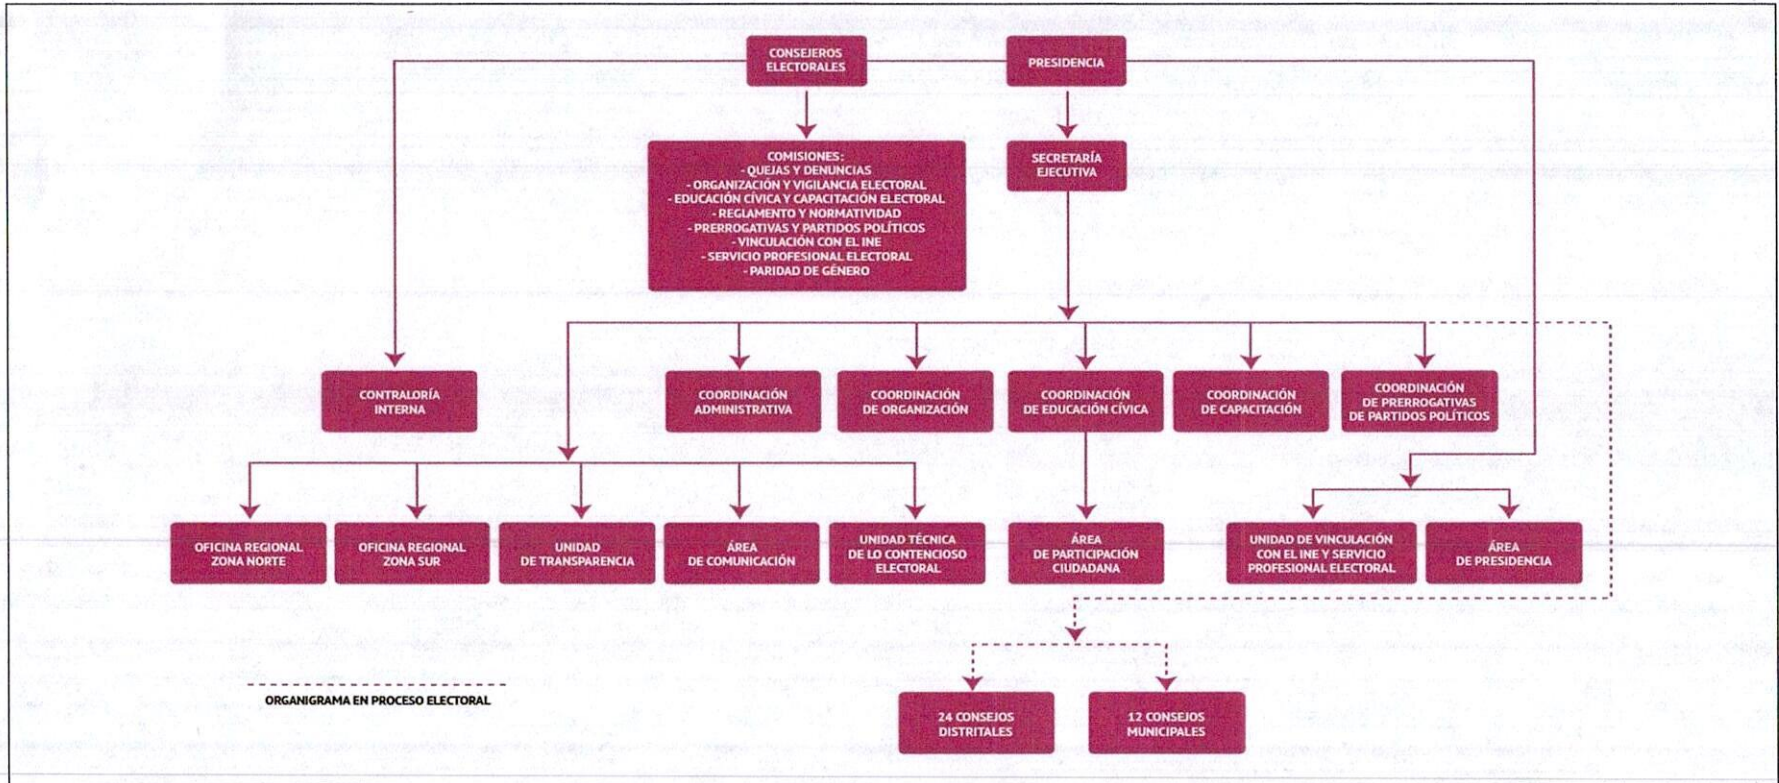 CONSEJEROS
ELECTORALES
PRESIDENCIA
COMISIONES:
- QUEJAS Y DENUNCIAS
- ORGANIZACIÓN Y VIGILANCIA ELECTORAL
- EDUCACIÓN CÍVICA Y CAPACITACIÓN ELECTORAL
- REGLAMENTO Y NORMATIVIDAD
- PRERROGATIVAS Y PARTIDOS POLÍTICOS
- VINCULACIÓN CON EL INE
- SERVICIO PROFESIONAL ELECTORAL
- PARIDAD DE GÉNERO
SECRETARÍA
EJECUTIVA
CONTRALORÍA
INTERNA
COORDINACIÓN
ADMINISTRATIVA
COORDINACIÓN
DE ORGANIZACIÓN
COORDINACIÓN
DE EDUCACIÓN CÍVICA
COORDINACIÓN
DE CAPACITACIÓN
COORDINACIÓN
DE PRERROGATIVAS
DE PARTIDOS POLÍTICOS
OFICINA REGIONAL
ZONA NORTE
OFICINA REGIONAL
ZONA SUR
UNIDAD
DE TRANSPARENCIA
ÁREA
DE COMUNICACIÓN
UNIDAD TÉCNICA
DE LO CONTENCIOSO
ELECTORAL
ÁREA
DE PARTICIPACIÓN
CIUDADANA
UNIDAD DE VINCULACIÓN
CON EL INE Y SERVICIO
PROFESIONAL ELECTORAL
ÁREA
DE PRESIDENCIA
ORGANIGRAMA EN PROCESO ELECTORAL
24 CONSEJOS
DISTRITALES
12 CONSEJOS
MUNICIPALES